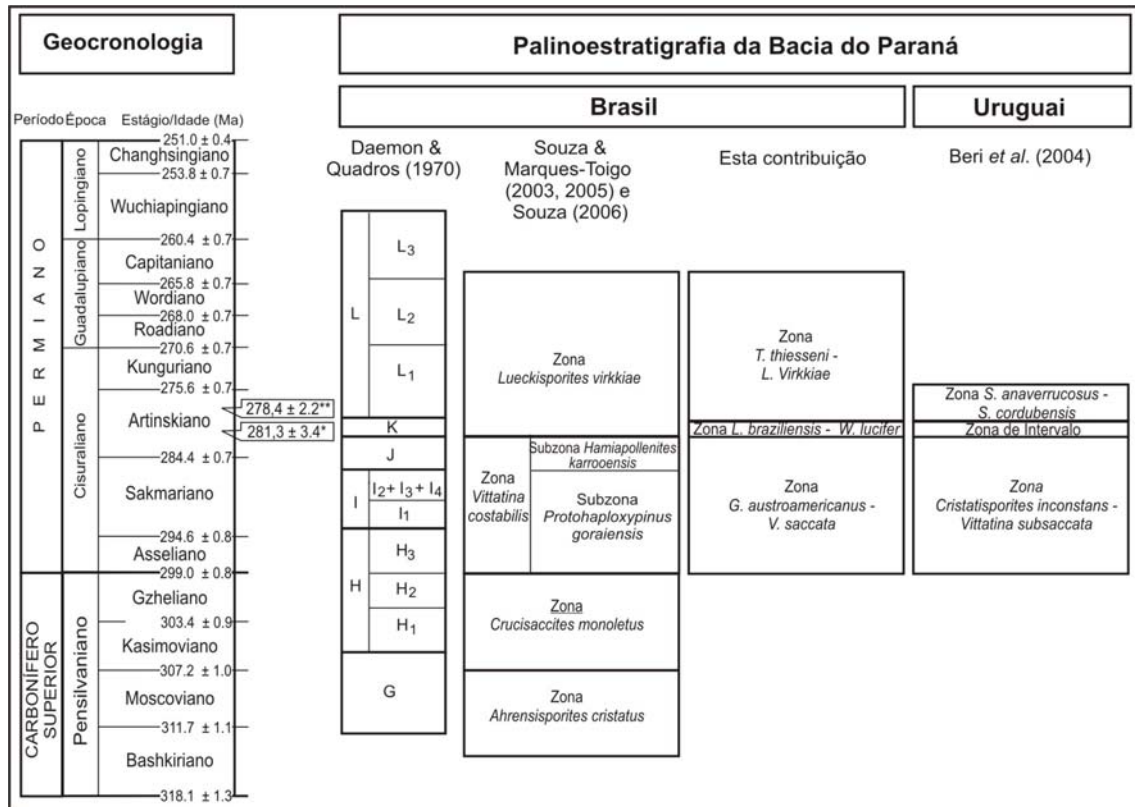 Geocronologia
Palinoestratigrafia da Bacia do Paraná
Brasil
Uruguai
Período
Época
Estágio/Idade (Ma)
Daemon &
Quadros (1970)
Souza &
Marques-Toigo
(2003, 2005) e
Souza (2006)
Esta contribuição
Beri et al. (2004)
PERMIANO
CARBONÍFERO
SUPERIOR
Lopingiano
Guadalupiano
Cisuraliano
Pensilvaniano
251.0 ± 0.4
Changhsingiano
253.8 ± 0.7
Wuchiapingiano
260.4 ± 0.7
Capitaniano
265.8 ± 0.7
Wordiano
268.0 ± 0.7
Roadiano
270.6 ± 0.7
Kunguriano
275.6 ± 0.7
278,4 ± 2.2**
Artinskiano
281,3 ± 3.4*
284.4 ± 0.7
Sakmariano
294.6 ± 0.8
Asseliano
299.0 ± 0.8
Gzheliano
303.4 ± 0.9
Kasimoviano
307.2 ± 1.0
Moscoviano
311.7 ± 1.1
Bashkiriano
318.1 ± 1.3
L
L3
L2
L1
K
J
I
I2 + I3 + I4
I1
H
H3
H2
H1
G
Zona
Lueckisporites virkkiae
Zona
Vittatina
costabilis
Subzona Hamiapollenites
karrooensis
Subzona
Protohaploxypinus
goraiensis
Zona
Crucisaccites monoletus
Zona
Ahrensisporites cristatus
Zona
T. thiesseni -
L. Virkkiae
Zona L. braziliensis - W. lucifer
Zona
G. austroamericanus -
V. saccata
Zona S. anaverrucosus -
S. cordubensis
Zona de Intervalo
Zona
Cristatisporites inconstans -
Vittatina subsaccata